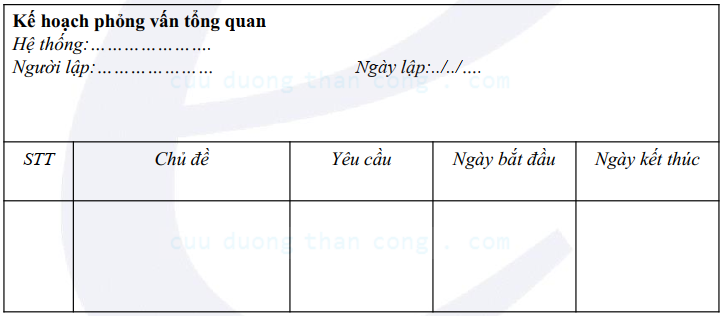 Kế hoạch phỏng vấn tổng quan
Hệ thống:………………….
Người lập:………………… Ngày lập:../../….
cuu duong than cong . com
STT Chủ đề Yêu cầu Ngày bắt đầu Ngày kết thúc
cuu duong than cong . com